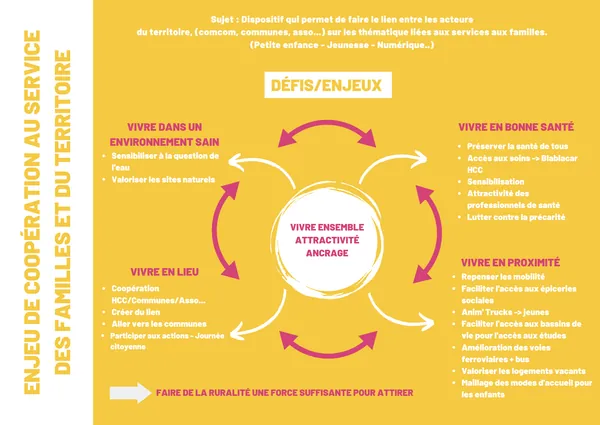 ENJEU DE COOPÉRATION AU SERVICE
DES FAMILLES ET DU TERRITOIRE
Sujet : Dispositif qui permet de faire le lien entre les acteurs
du territoire, (comcom, communes, asso...) sur les thématique liées aux services aux familles.
(Petite enfance - Jeunesse - Numérique..)
DÉFIS/ENJEUX
VIVRE DANS UN
ENVIRONNEMENT SAIN
• Sensibiliser à la question de
l'eau
• Valoriser les sites naturels
VIVRE EN BONNE SANTÉ
• Préserver la santé de tous
• Accès aux soins -> Blablacar
HCC
• Sensibilisation
• Attractivité des
professionnels de santé
• Lutter contre la précarité
VIVRE ENSEMBLE
ATTRACTIVITÉ
ANCRAGE
VIVRE EN LIEU
• Coopération
HCC/Communes/Asso...
• Créer du lien
• Aller vers les communes
• Participer aux actions - Journée
citoyenne
VIVRE EN PROXIMITÉ
• Repenser les mobilité
• Faciliter l'accès aux épiceries
sociales
• Anim' Trucks -> jeunes
• Faciliter l'accès aux bassins de
vie pour l'accès aux études
• Amélioration des voies
ferroviaires + bus
• Valoriser les logements vacants
• Maillage des modes d'accueil pour
les enfants
FAIRE DE LA RURALITÉ UNE FORCE SUFFISANTE POUR ATTIRER